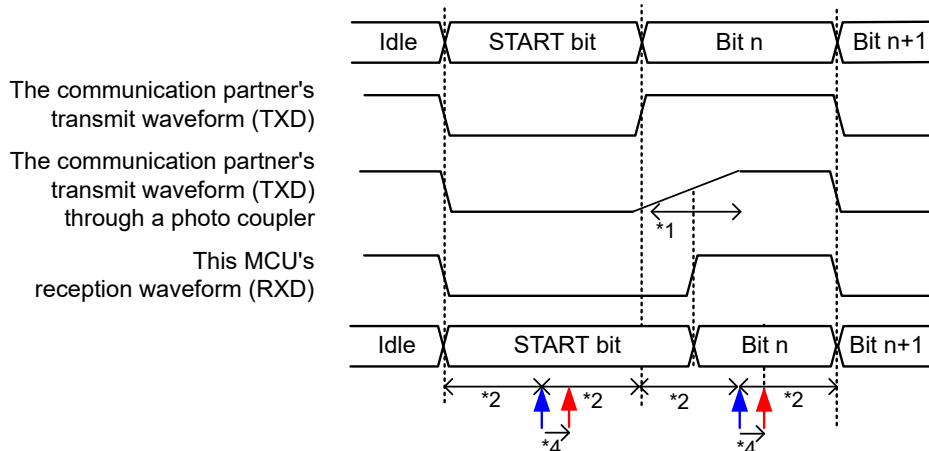 Idle START bit Bit n Bit n+1
The communication partner's
transmit waveform (TXD)
The communication partner's
transmit waveform (TXD)
through a photo coupler
*1
This MCU's
reception waveform (RXD)
Idle START bit Bit n Bit n+1
*2 *2 *2 *2
*4 *4